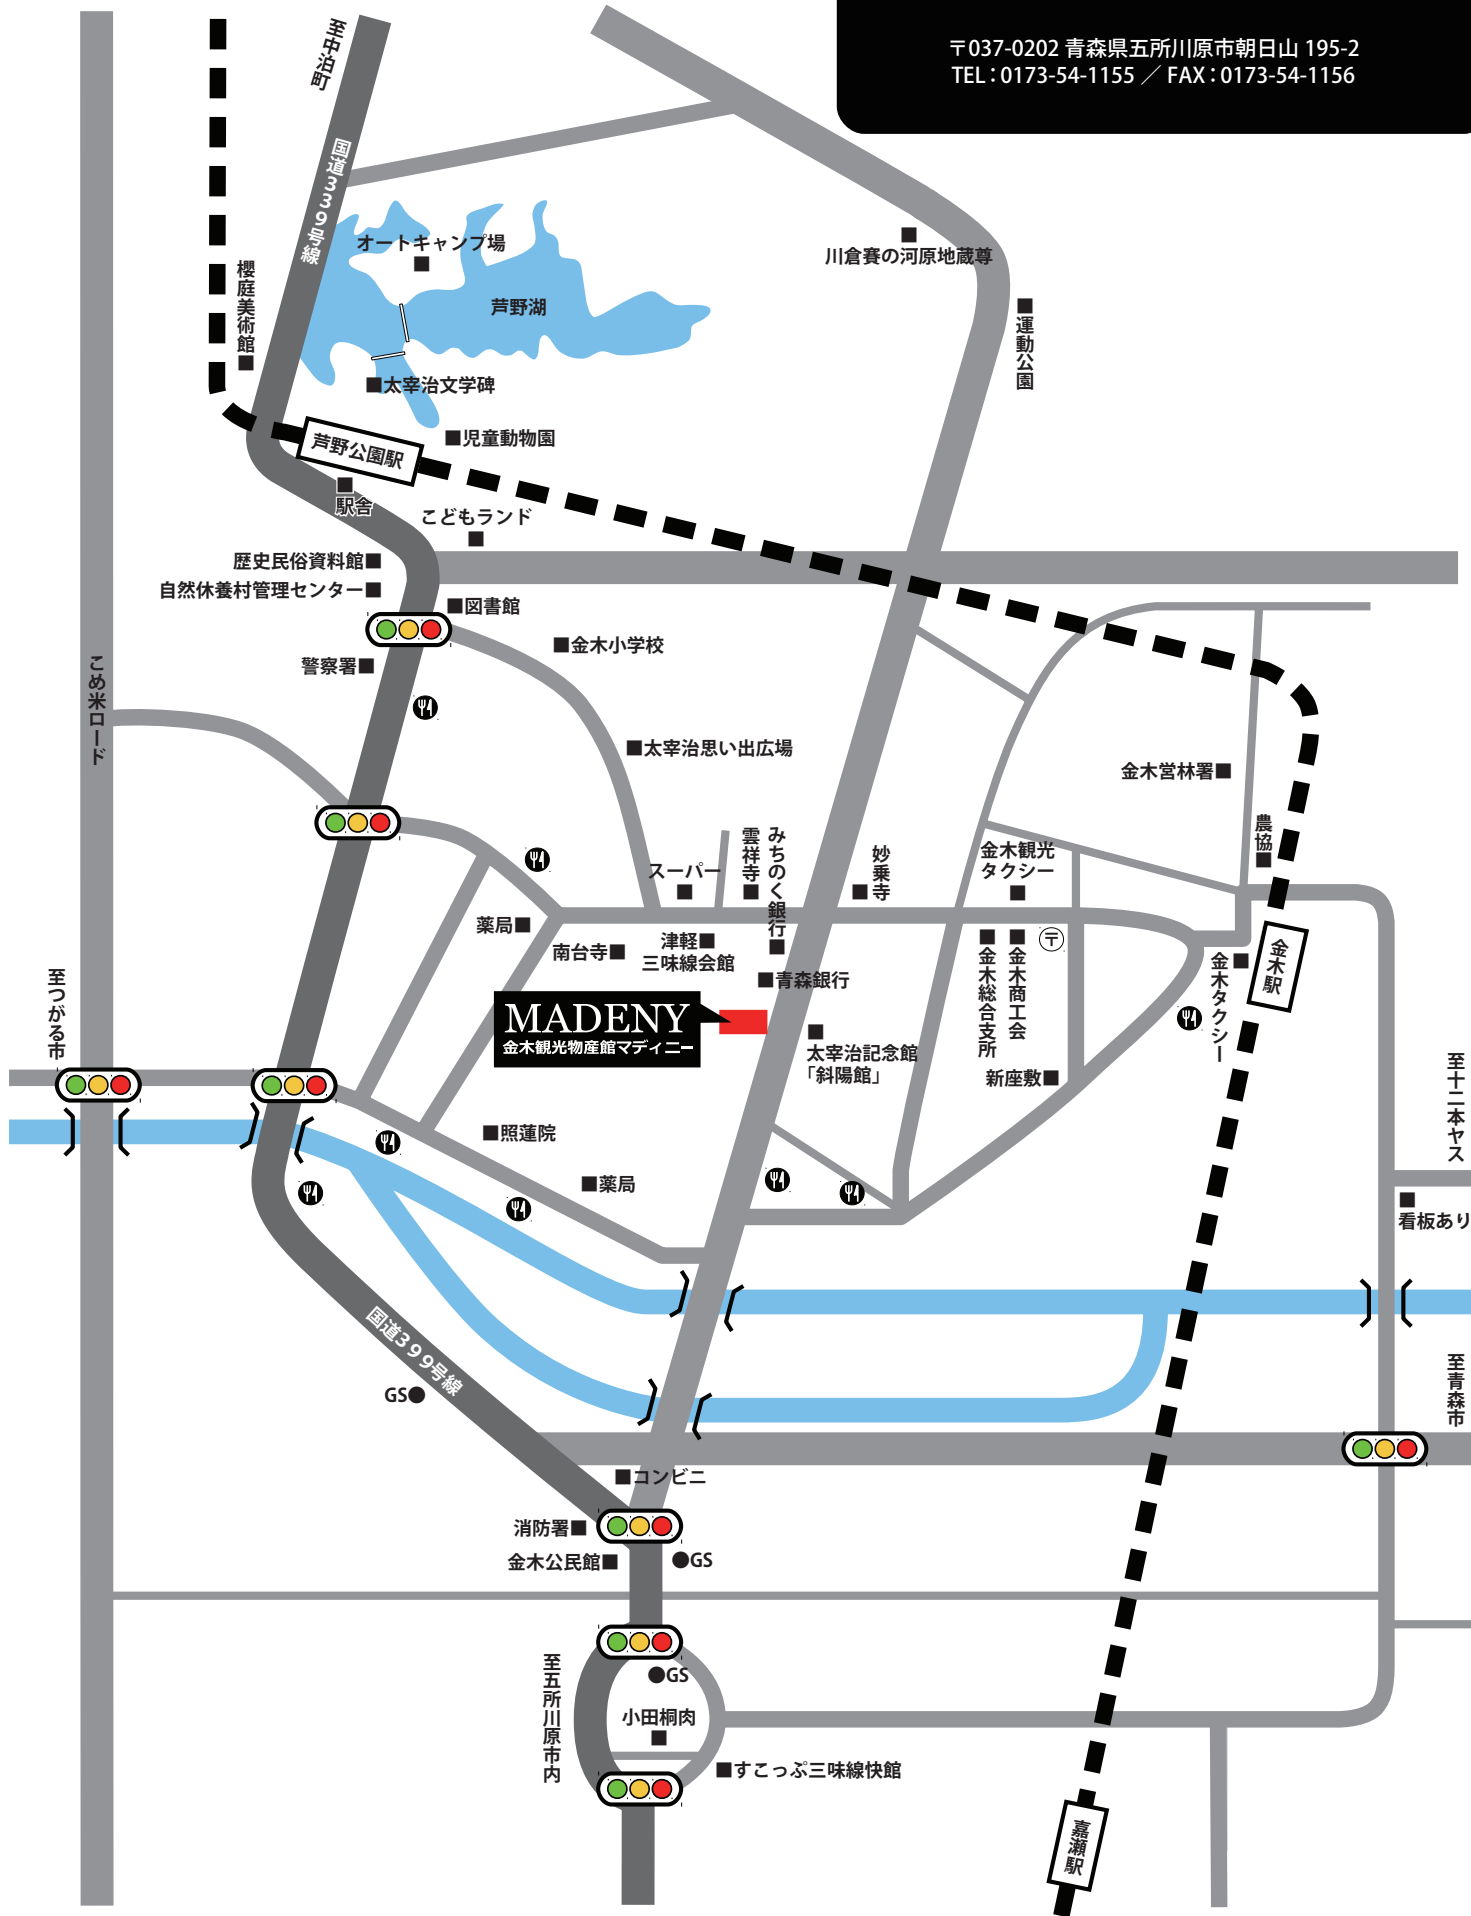 〒037-0202 青森県五所川原市朝日山 195-2
TEL：0173-54-1155 ／ FAX：0173-54-1156
至中泊町
国道339号線
オートキャンプ場
川倉賽の河原地蔵尊
櫻庭美術館
芦野湖
運動公園
太宰治文学碑
児童動物園
芦野公園駅
駅舎
こどもランド
歴史民俗資料館
自然休養村管理センター
図書館
金木小学校
警察署
こめ米ロード
太宰治思い出広場
金木営林署
農協
みちのく銀行
雲祥寺
スーパー
妙乗寺
金木観光
タクシー
薬局
南台寺
津軽
三味線会館
青森銀行
金木総合支所
金木商工会
〒
金木タクシー
金木駅
至つがる市
MADENY
金木観光物産館マディニー
太宰治記念館
「斜陽館」
新座敷
至十二本ヤス
照蓮院
薬局
看板あり
国道399号線
GS
至青森市
コンビニ
消防署
金木公民館
GS
至五所川原市内
GS
小田桐肉
すこっぷ三味線快館
嘉瀬駅